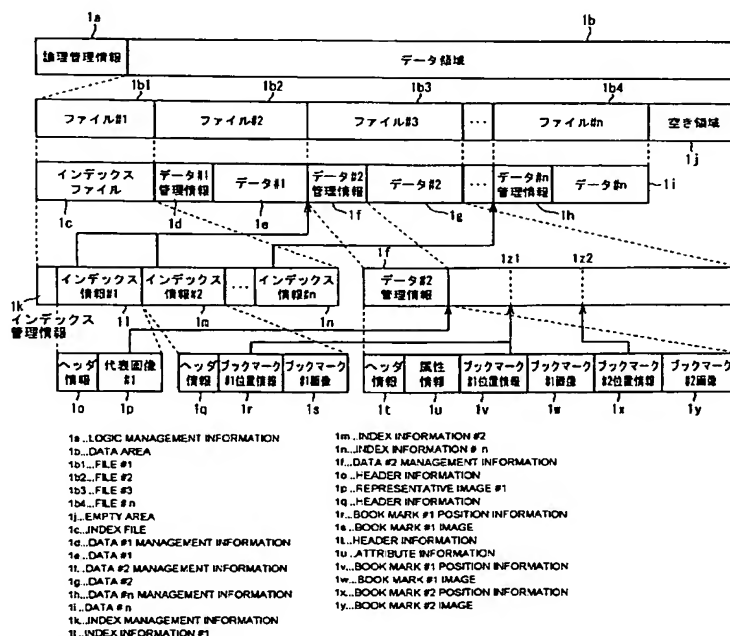 1a
1b
論理管理情報
データ領域
1b1
1b2
1b3
1b4
ファイル#1
ファイル#2
ファイル#3
...
ファイル#n
空き領域
1j
インデックス
ファイル
データ#1
管理情報
データ#1
データ#2
管理情報
データ#2
...
データ#n
管理情報
データ#n
1i
1c
1d
1e
1f
1g
1h
1f
1z1
1z2
インデックス
情報#1
インデックス
情報#2
...
インデックス
情報#n
データ#2
管理情報
1k
インデックス
管理情報
1l
1m
1n
ヘッダ
情報
代表画像
#1
ヘッダ
情報
ブックマーク
#1位置情報
ブックマーク
#1画像
ヘッダ
情報
属性
情報
ブックマーク
#1位置情報
ブックマーク
#1画像
ブックマーク
#2位置情報
ブックマーク
#2画像
1o
1p
1q
1r
1s
1t
1u
1v
1w
1x
1y
1a...LOGIC MANAGEMENT INFORMATION
1b...DATA AREA
1b1...FILE #1
1b2...FILE #2
1b3...FILE #3
1b4...FILE # n
1j...EMPTY AREA
1c...INDEX FILE
1d...DATA #1 MANAGEMENT INFORMATION
1e...DATA #1
1f...DATA #2 MANAGEMENT INFORMATION
1g...DATA #2
1h...DATA #n MANAGEMENT INFORMATION
1i...DATA # n
1k...INDEX MANAGEMENT INFORMATION
1l...INDEX INFORMATION #1
1m...INDEX INFORMATION #2
1n...INDEX INFORMATION # n
1f...DATA #2 MANAGEMENT INFORMATION
1o...HEADER INFORMATION
1p...REPRESENTATIVE IMAGE #1
1q...HEADER INFORMATION
1r...BOOK MARK #1 POSITION INFORMATION
1s...BOOK MARK #1 IMAGE
1t...HEADER INFORMATION
1u...ATTRIBUTE INFORMATION
1v...BOOK MARK #1 POSITION INFORMATION
1w...BOOK MARK #1 IMAGE
1x...BOOK MARK #2 POSITION INFORMATION
1y...BOOK MARK #2 IMAGE